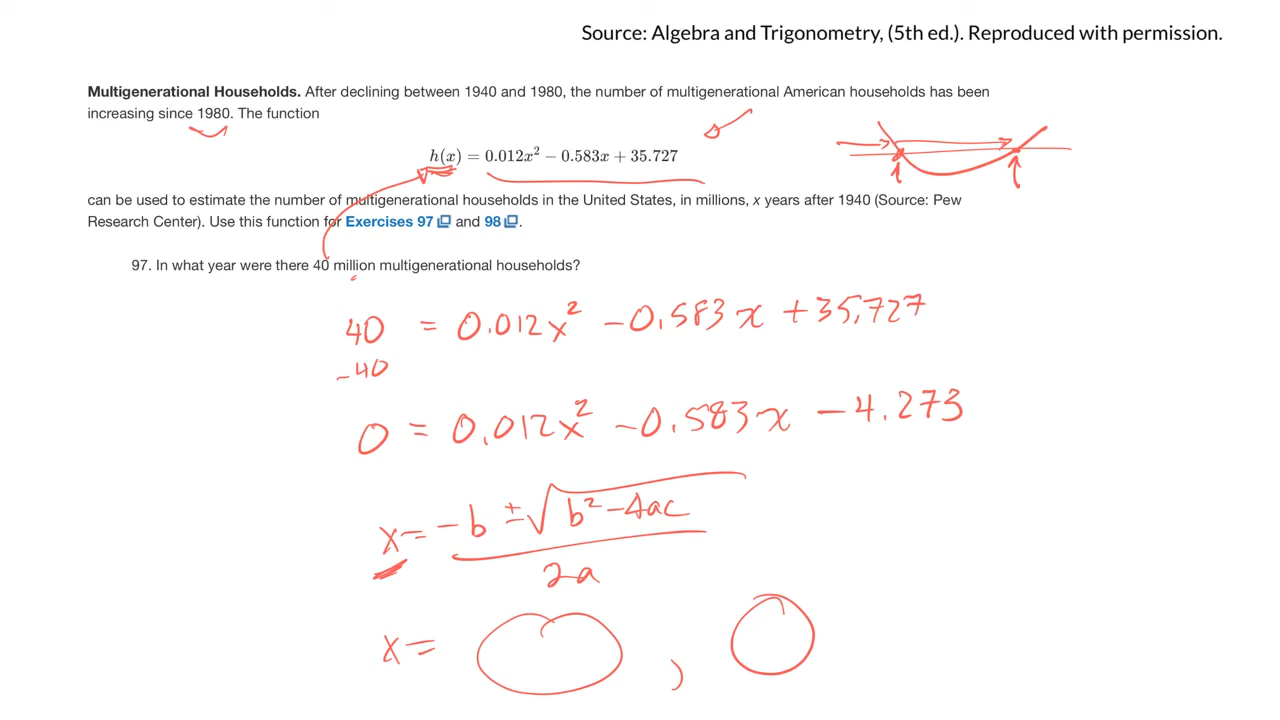 Source: Algebra and Trigonometry, (5th ed.). Reproduced with permission.
Multigenerational Households. After declining between 1940 and 1980, the number of multigenerational American households has been
increasing since 1980. The function
h(x) = 0.012x² − 0.583x + 35.727
can be used to estimate the number of multigenerational households in the United States, in millions, x years after 1940 (Source: Pew
Research Center). Use this function for Exercises 97 and 98.
97. In what year were there 40 million multigenerational households?
40 = 0.012x² − 0.583x + 35.727
−40
0 = 0.012x² − 0.583x − 4.273
x = −b ± √b² − 4ac
2a
x = ,